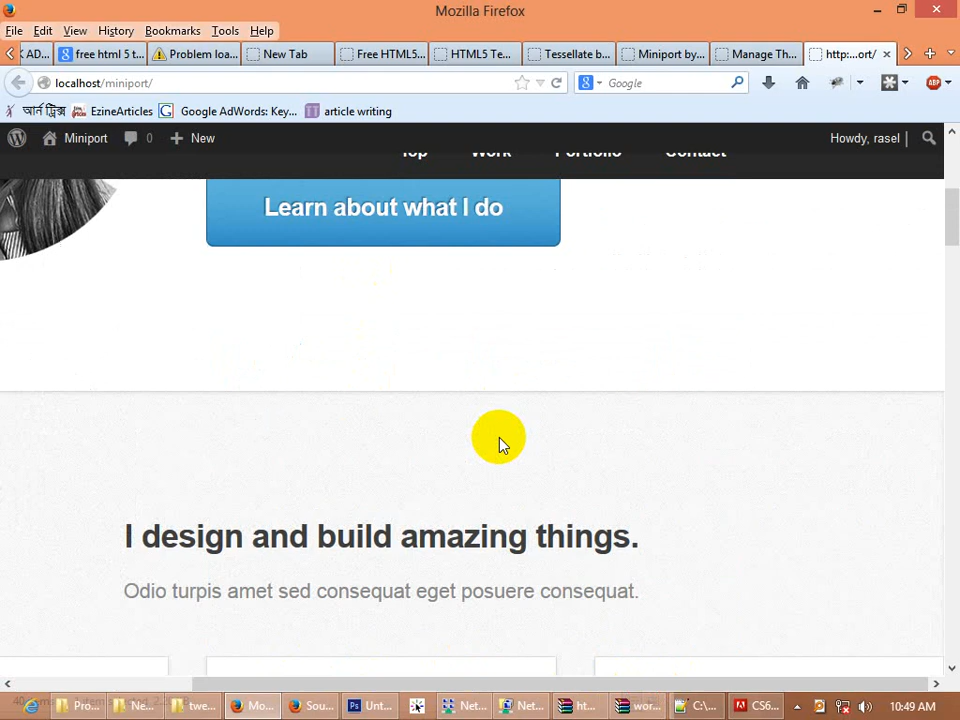 Mozilla Firefox
File Edit View History Bookmarks Tools Help
K AD... free html 5 t... Problem loa... New Tab Free HTML5... HTML5 Te... Tessellate b... Miniport by... Manage Th... http:...ort/
localhost/miniport/ Google
আর্ন ট্রিক্স EzineArticles Google AdWords: Key... article writing
Miniport 0 New Howdy, rasel
Top Work Portfolio Contact
Learn about what I do
I design and build amazing things.
Odio turpis amet sed consequat eget posuere consequat.
Pro... Ne... twe... Mo... Sou... Unt... Net... Net... ht... wor... C:\... CS6... 10:49 AM